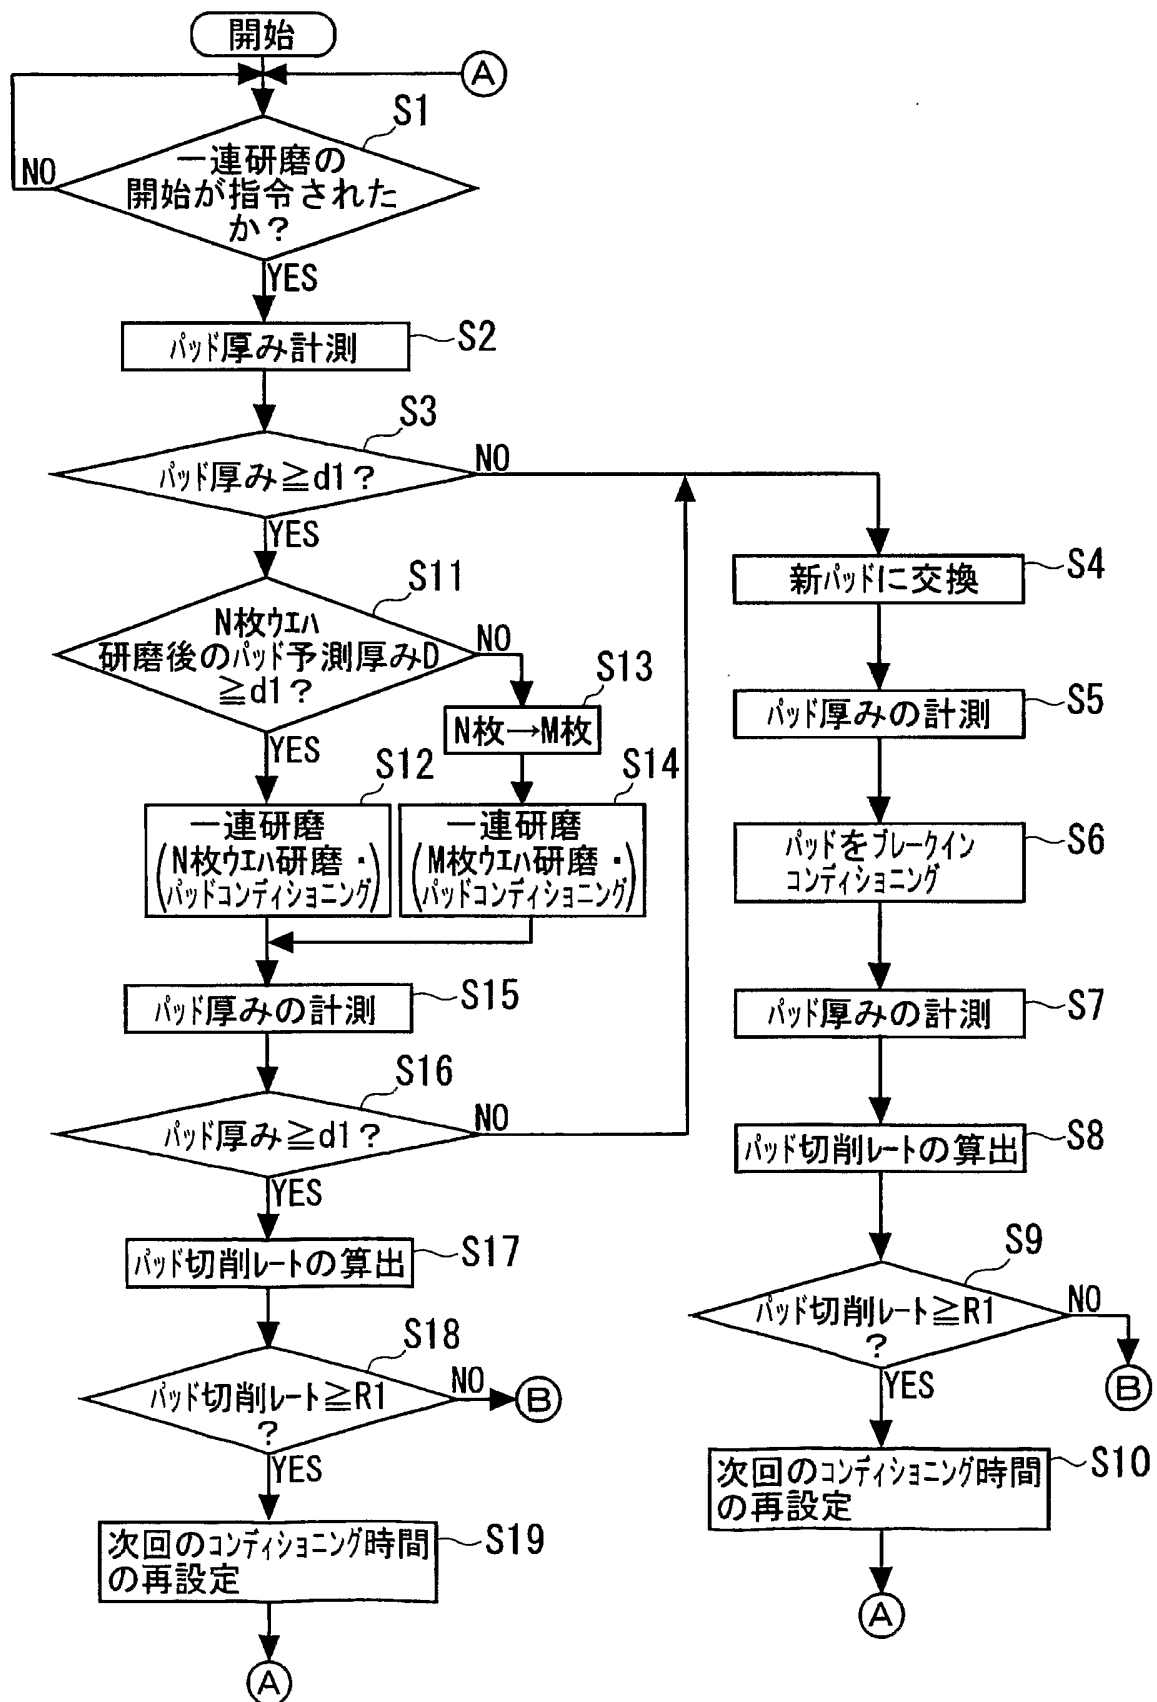 開始
A
S1
一連研磨の
開始が指令された
か？
NO
YES
S2
パッド厚み計測
S3
パッド厚み≧d1？
NO
YES
S11
N枚ウエハ
研磨後のパッド予測厚みD
≧d1？
NO
YES
S13
N枚→M枚
S12
一連研磨
(N枚ウエハ研磨・
パッドコンディショニング)
S14
一連研磨
(M枚ウエハ研磨・
パッドコンディショニング)
S15
パッド厚みの計測
S16
パッド厚み≧d1？
NO
YES
S17
パッド切削レートの算出
S18
パッド切削レート≧R1
？
NO
B
YES
S19
次回のコンディショニング時間
の再設定
A
S4
新パッドに交換
S5
パッド厚みの計測
S6
パッドをブレークイン
コンディショニング
S7
パッド厚みの計測
S8
パッド切削レートの算出
S9
パッド切削レート≧R1
？
NO
B
YES
S10
次回のコンディショニング時間
の再設定
A